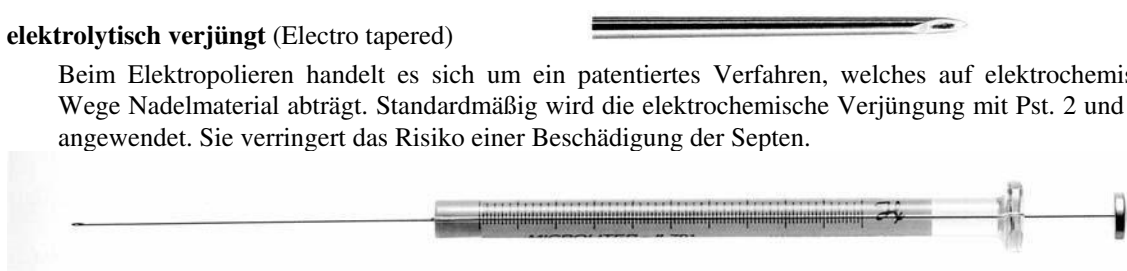 elektrolytisch verjüngt (Electro tapered)
Beim Elektropolieren handelt es sich um ein patentiertes Verfahren, welches auf elektrochemis
Wege Nadelmaterial abträgt. Standardmäßig wird die elektrochemische Verjüngung mit Pst. 2 und
angewendet. Sie verringert das Risiko einer Beschädigung der Septen.